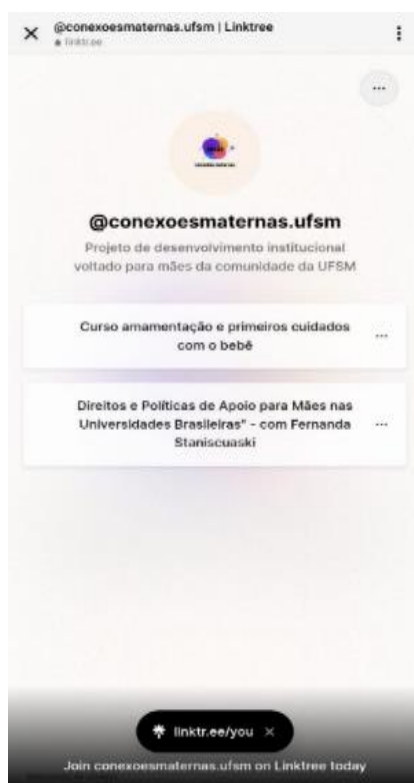 @conexoesmaternas.ufsm | Linktree
linktr.ee
@conexoesmaternas.ufsm
Projeto de desenvolvimento institucional
voltado para mães da comunidade da UFSM
Curso amamentação e primeiros cuidados
com o bebê
Direitos e Políticas de Apoio para Mães nas
Universidades Brasileiras" - com Fernanda
Staniscuaski
linktr.ee/you
Join conexoesmaternas.ufsm on Linktree today